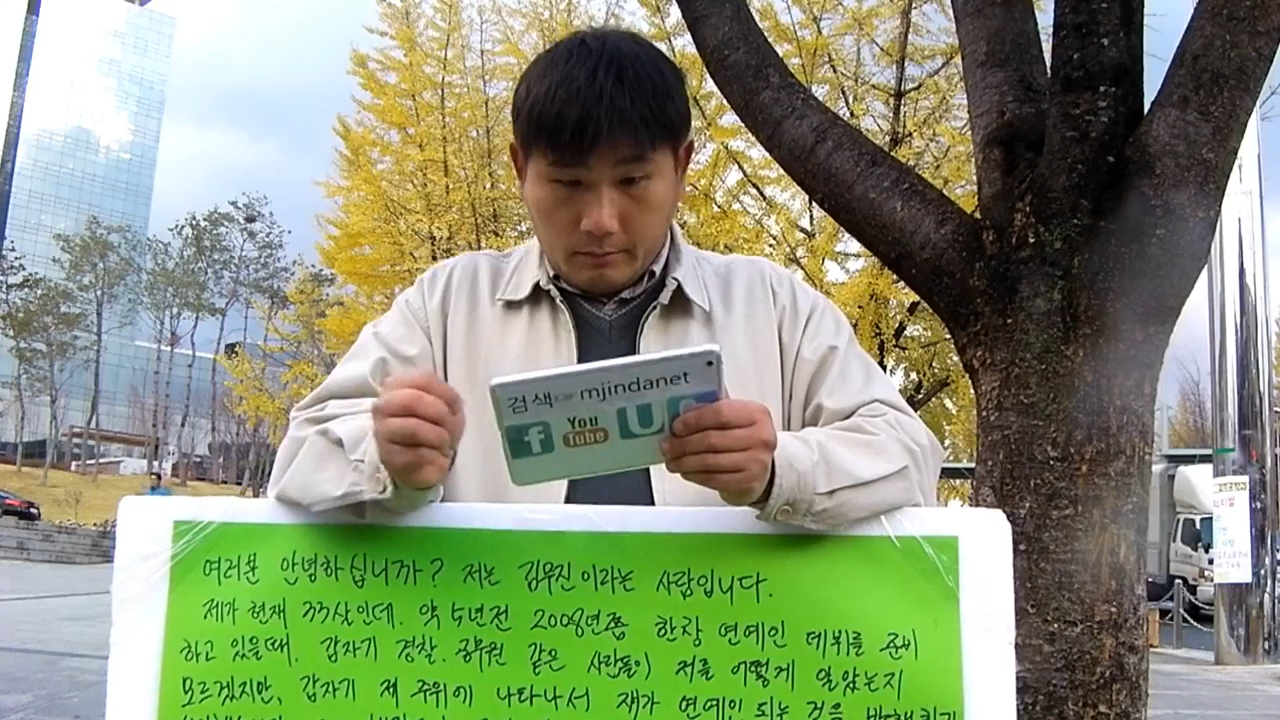 검색 mjindanet
f You Tube U
여러분 안녕하십니까? 저는 김무진이라는 사람입니다.
제가 현재 33살인데. 약 5년전 2008년쯤 한창 연예인 데뷔를 준비
하고 있을때. 갑자기 경찰. 공무원 같은 사람들이 저를 어떻게 알았는지
모르겠지만, 갑자기 제 주위에 나타나서 재가 연예인 되는 것을